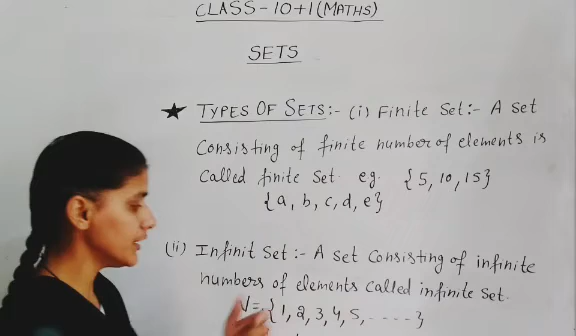 CLASS-10+1(MATHS)
SETS
★ TYPES OF SETS:- (i) Finite Set:- A set
Consisting of finite number of elements is
called finite set. eg. {5, 10, 15}
{a, b, c, d, e}
(ii) Infinit Set:- A set Consisting of infinite
numbers of elements called infinite set.
= {1, 2, 3, 4, 5, -----}